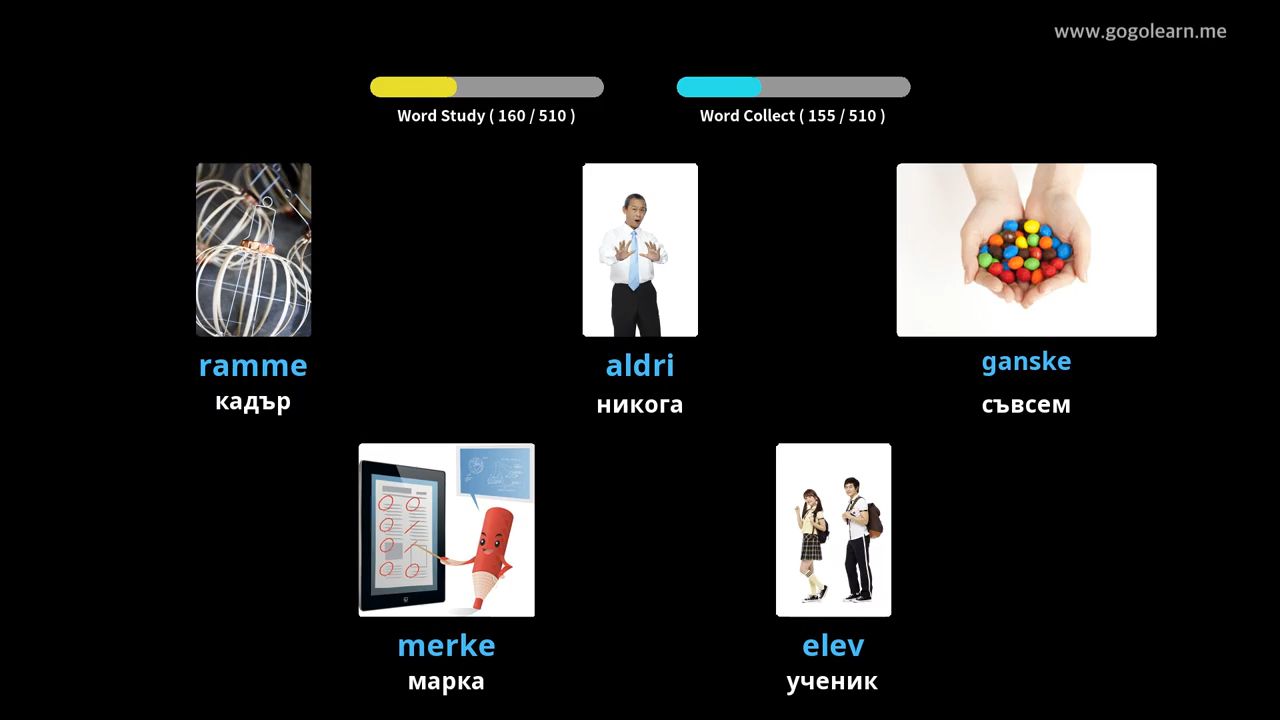 www.gogolearn.me
Word Study ( 160 / 510 )
Word Collect ( 155 / 510 )
ramme
кадър
aldri
никога
ganske
съвсем
merke
марка
elev
ученик